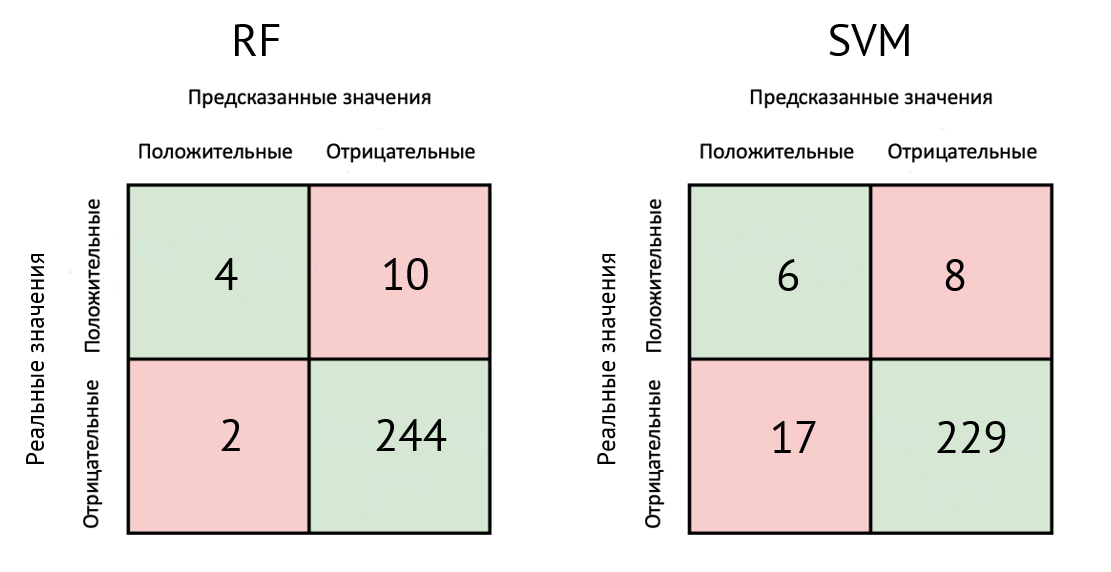 RF
Предсказанные значения
Положительные Отрицательные
Реальные значения
Положительные
4 10
Отрицательные
2 244
SVM
Предсказанные значения
Положительные Отрицательные
Реальные значения
Положительные
6 8
Отрицательные
17 229